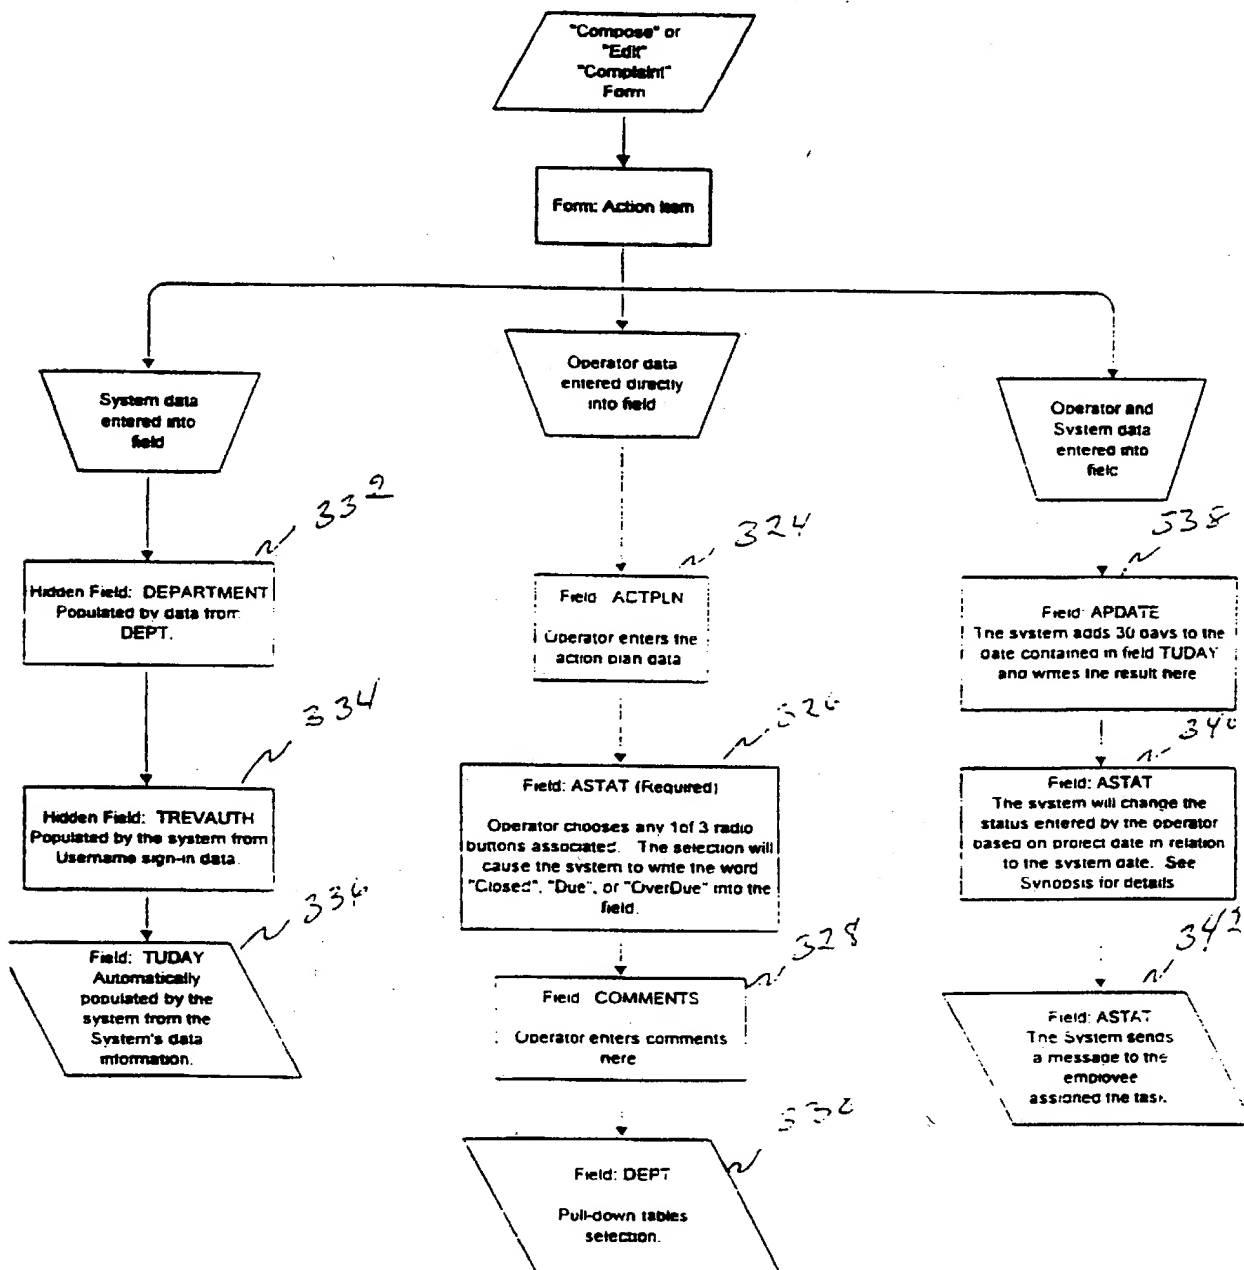 "Compose" or
"Edit"
"Complaint"
Form
Form: Action Item
System data
entered into
field
Operator data
entered directly
into field
Operator and
System data
entered into
field
332
Hidden Field: DEPARTMENT
Populated by data from
DEPT.
334
Hidden Field: TREVAUTH
Populated by the system from
Username sign-in data.
336
Field: TUDAY
Automatically
populated by the
system from the
System's data
information.
324
Field ACTPLN
Operator enters the
action plan data
326
Field: ASTAT (Required)
Operator chooses any 1of 3 radio
buttons associated. The selection will
cause the system to write the word
"Closed", "Due", or "OverDue" into the
field.
328
Field COMMENTS
Operator enters comments
here
330
Field: DEPT
Pull-down tables
selection.
338
Field: APDATE
The system adds 30 days to the
date contained in field TUDAY
and writes the result here
340
Field: ASTAT
The system will change the
status entered by the operator
based on project date in relation
to the system date. See
Synopsis for details
342
Field: ASTAT
The System sends
a message to the
employee
assigned the task.